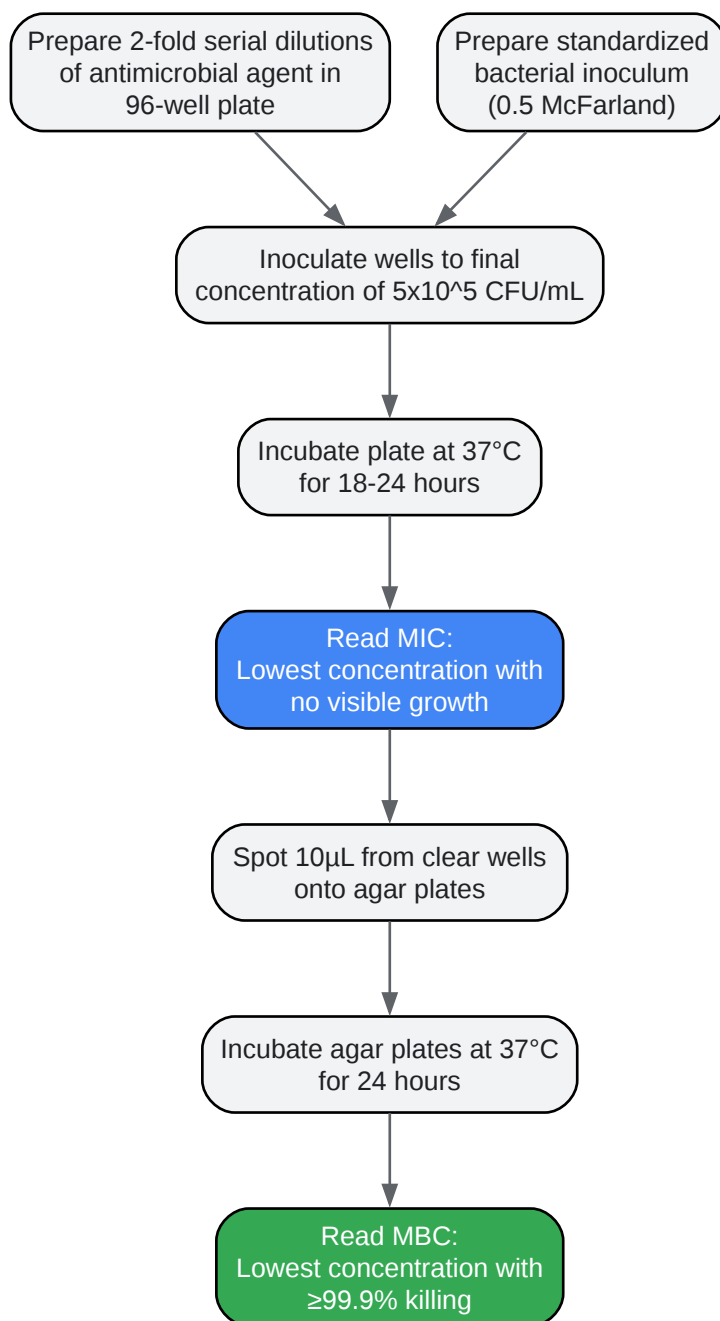 Prepare 2-fold serial dilutions
of antimicrobial agent in
96-well plate
Prepare standardized
bacterial inoculum
(0.5 McFarland)
Inoculate wells to final
concentration of 5x10^5 CFU/mL
Incubate plate at 37°C
for 18-24 hours
Read MIC:
Lowest concentration with
no visible growth
Spot 10µL from clear wells
onto agar plates
Incubate agar plates at 37°C
for 24 hours
Read MBC:
Lowest concentration with
≥99.9% killing